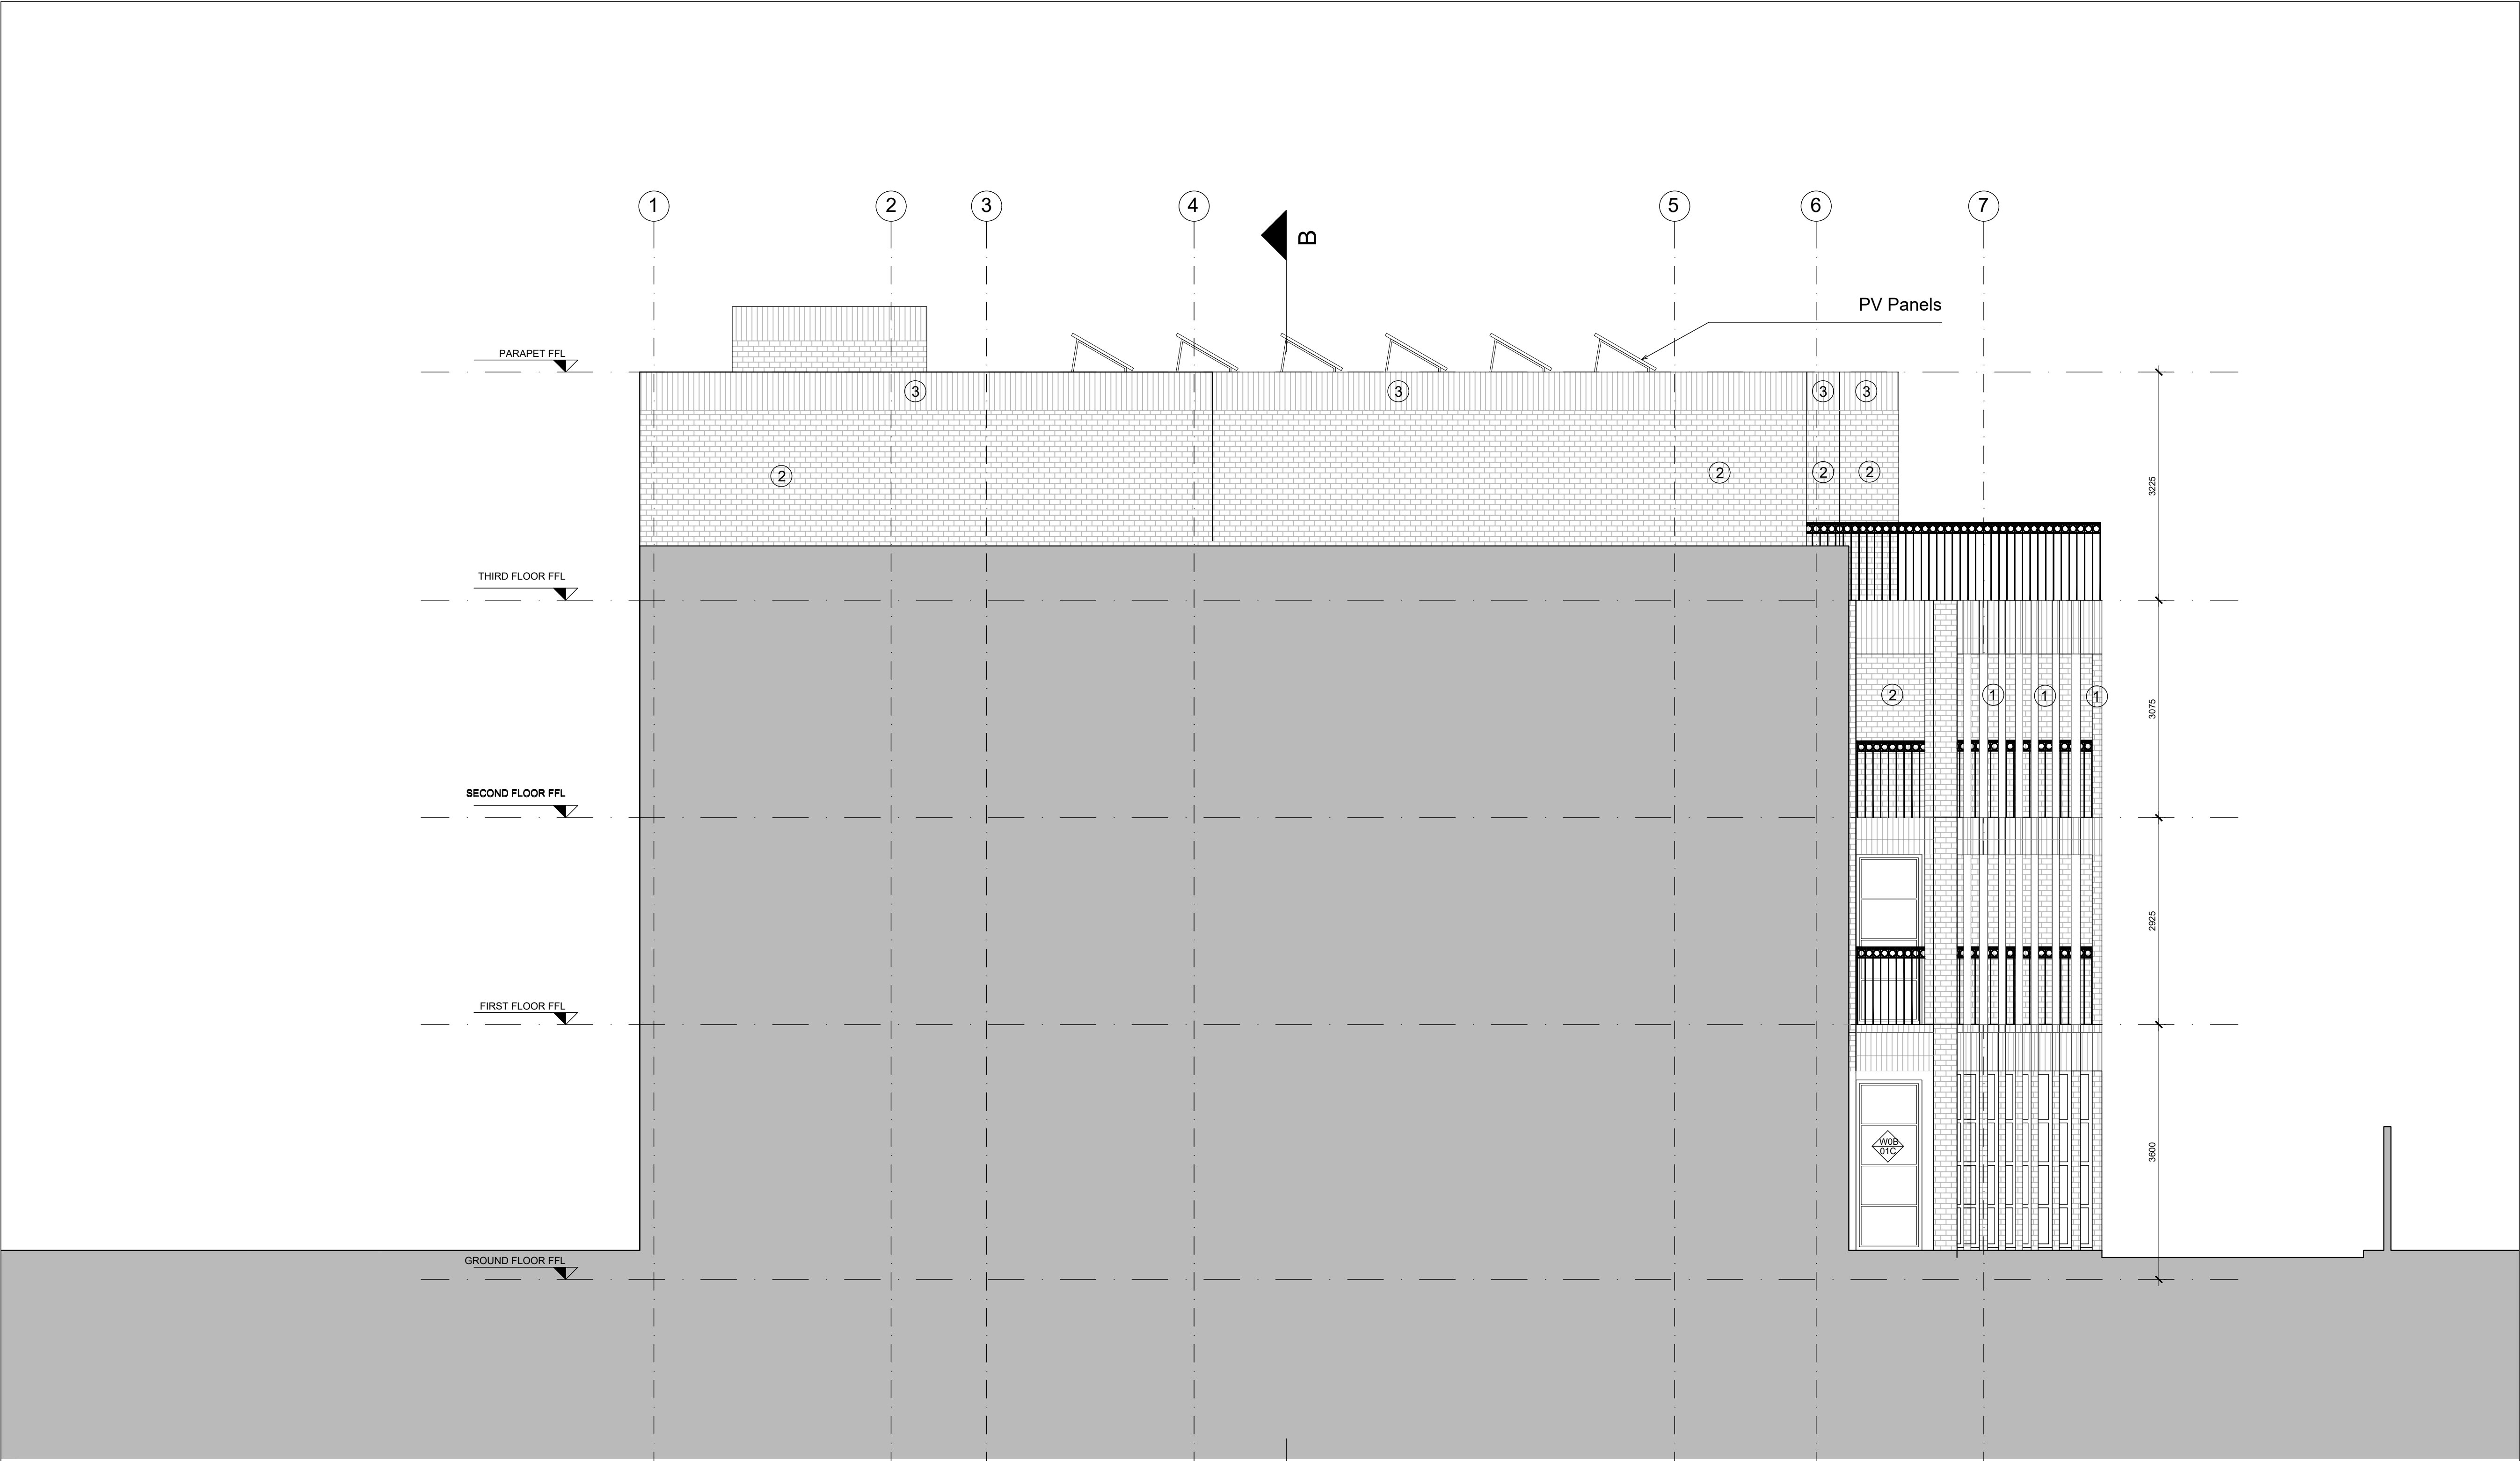 1 2 3 4 5 6 7
B
PV Panels
PARAPET FFL
3 3 3 3
2 2 2 2
3225
THIRD FLOOR FFL
2 1 1 1
3075
SECOND FLOOR FFL
2925
FIRST FLOOR FFL
W0B
01C
3600
GROUND FLOOR FFL